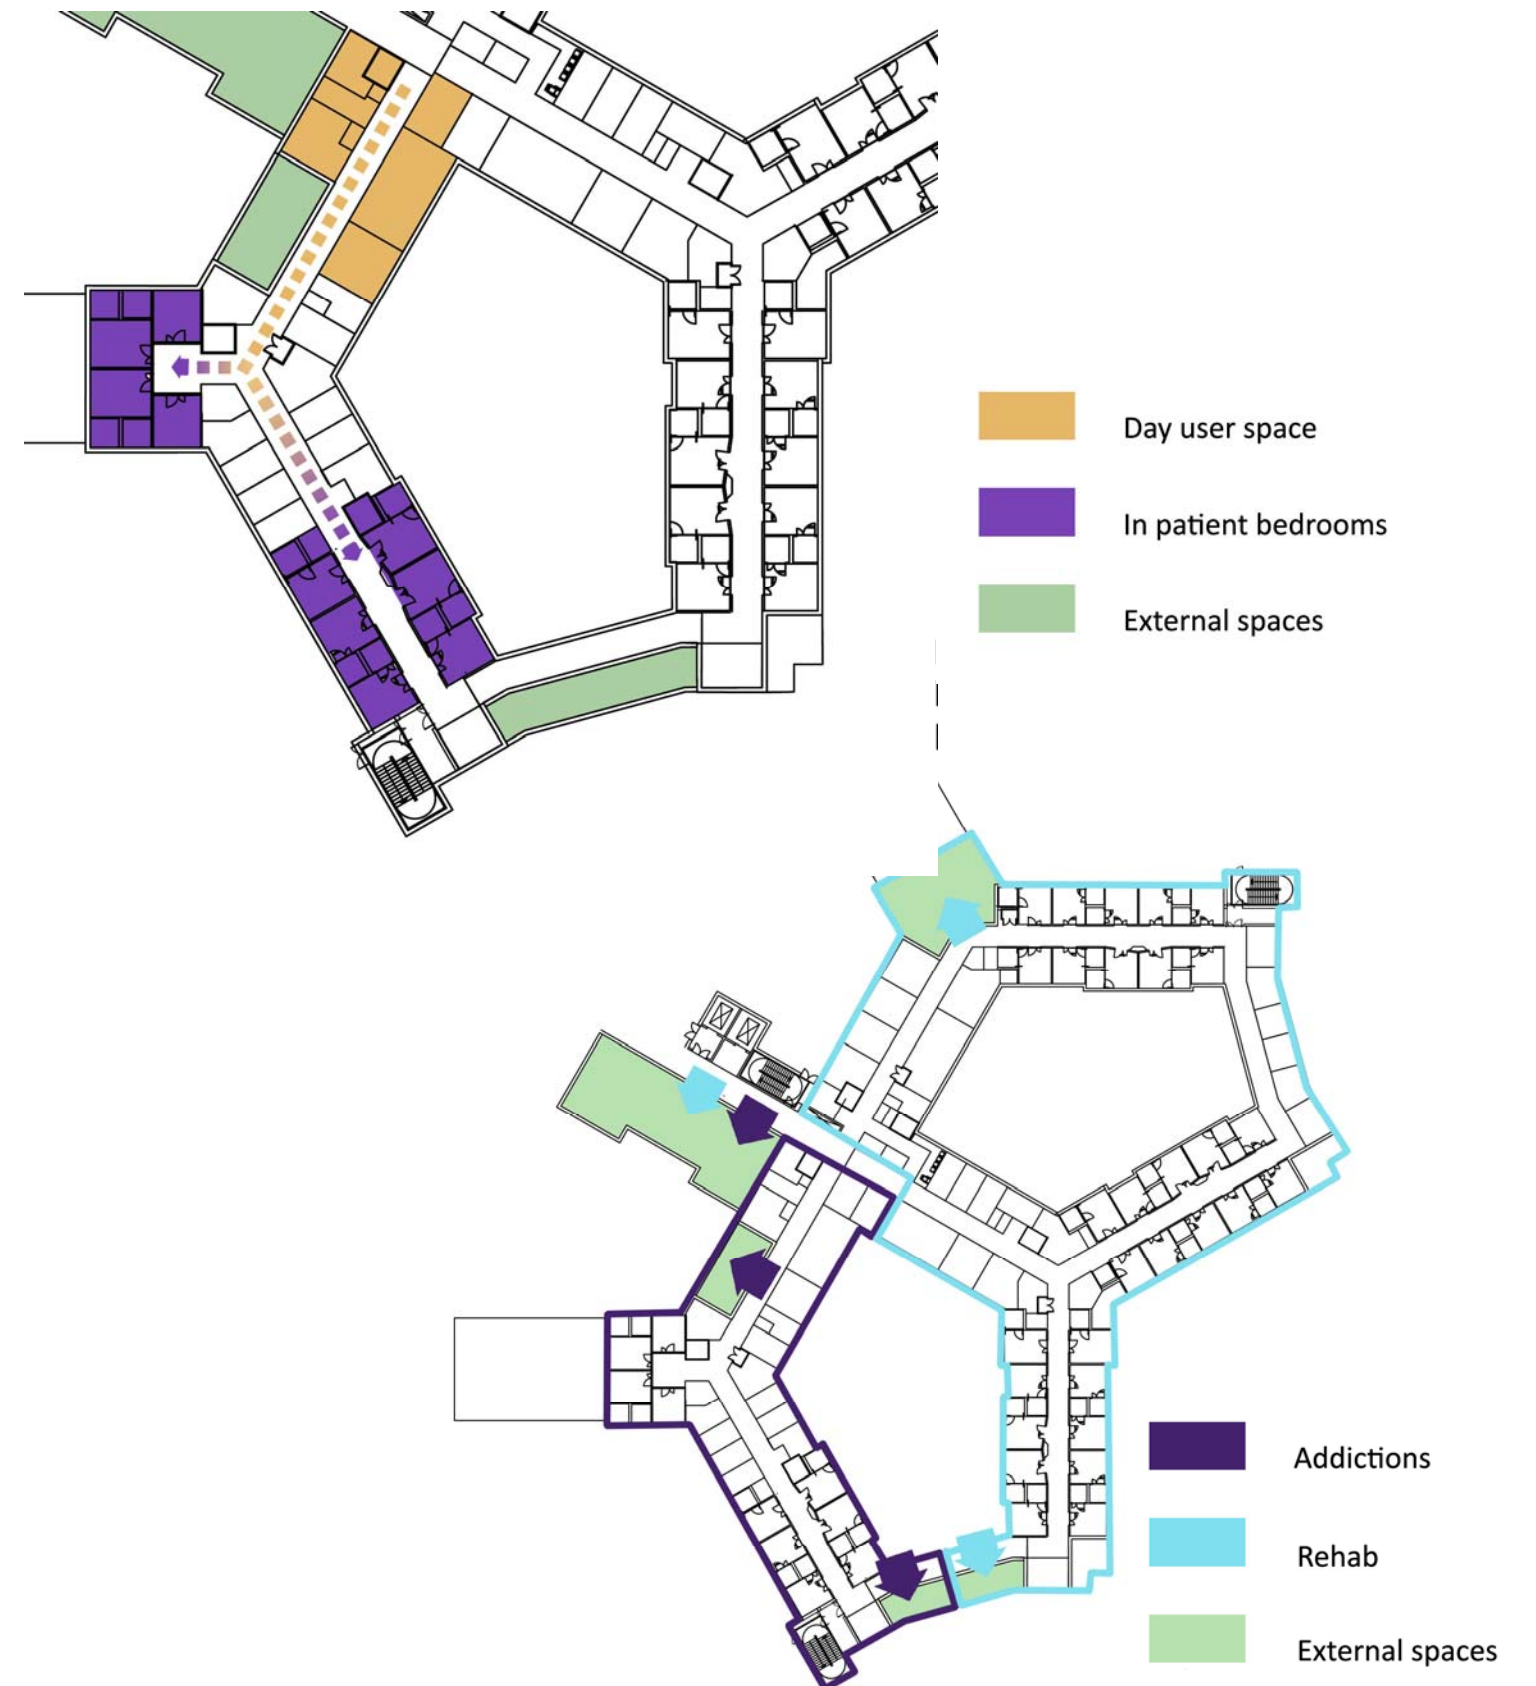 Day user space
In patient bedrooms
External spaces
Addictions
Rehab
External spaces